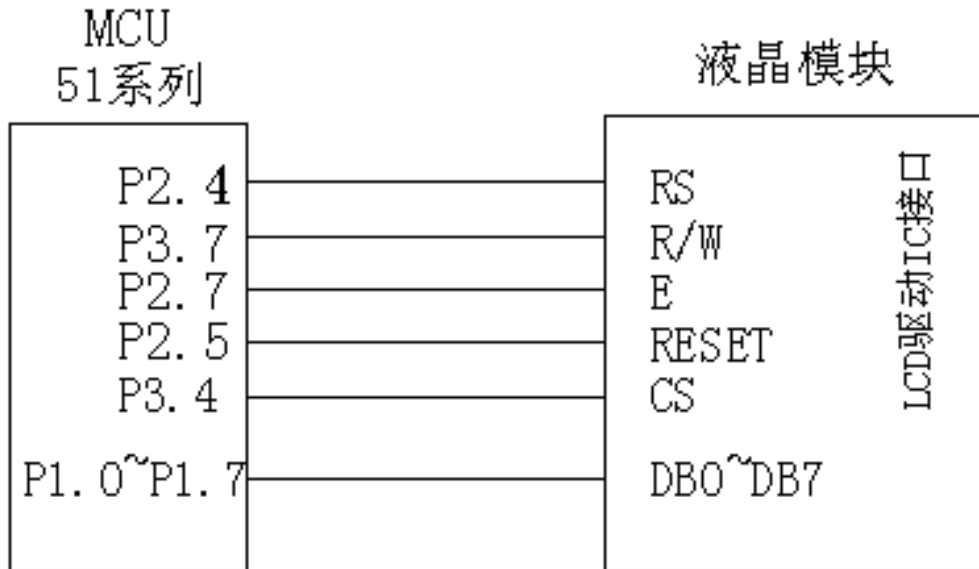 MCU
51系列
液晶模块
P2.4
P3.7
P2.7
P2.5
P3.4
P1.0~P1.7
RS
R/W
E
RESET
CS
DB0~DB7
LCD驱动IC接口